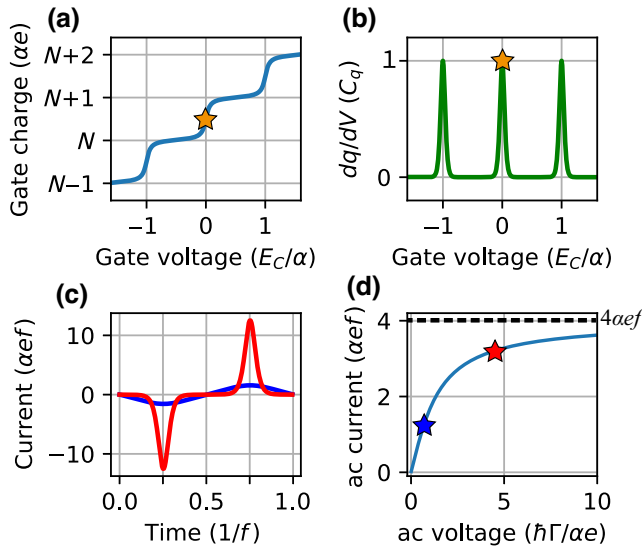 (a)
Gate charge (αe)
N+2
N+1
N
N−1
−1 0 1
Gate voltage (E_C/α)
(b)
dq/dV (C_q)
1
0
−1 0 1
Gate voltage (E_C/α)
(c)
Current (αef)
10
0
−10
0.0 0.5 1.0
Time (1/f)
(d)
ac current (αef)
4
2
0
4αef
0 5 10
ac voltage (ħΓ/αe)